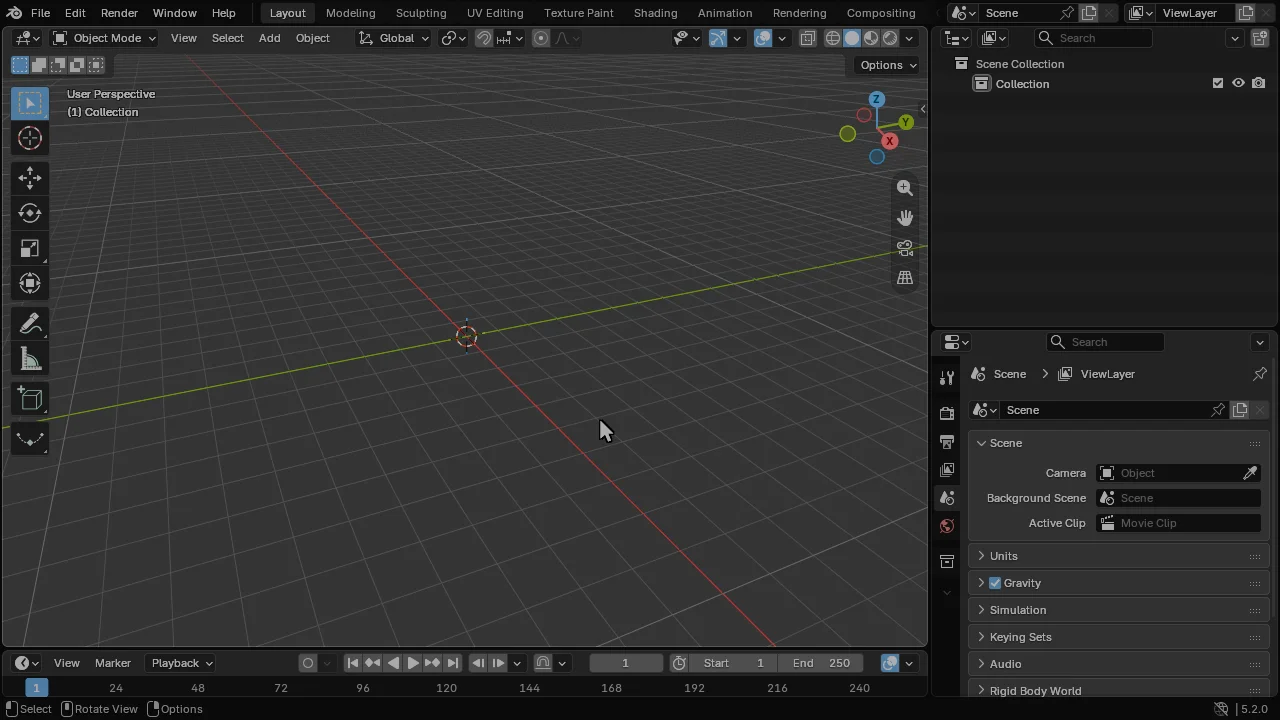 File Edit Render Window Help Layout Modeling Sculpting UV Editing Texture Paint Shading Animation Rendering Compositing Scene ViewLayer
Object Mode View Select Add Object Global Search
Options
User Perspective
(1) Collection
Z
Y
X
Scene Collection
Collection
Search
Scene ViewLayer
Scene
Scene
Camera Object
Background Scene Scene
Active Clip Movie Clip
Units
Gravity
Simulation
Keying Sets
Audio
Rigid Body World
View Marker Playback 1 Start 1 End 250
1 24 48 72 96 120 144 168 192 216 240
Select Rotate View Options 5.2.0